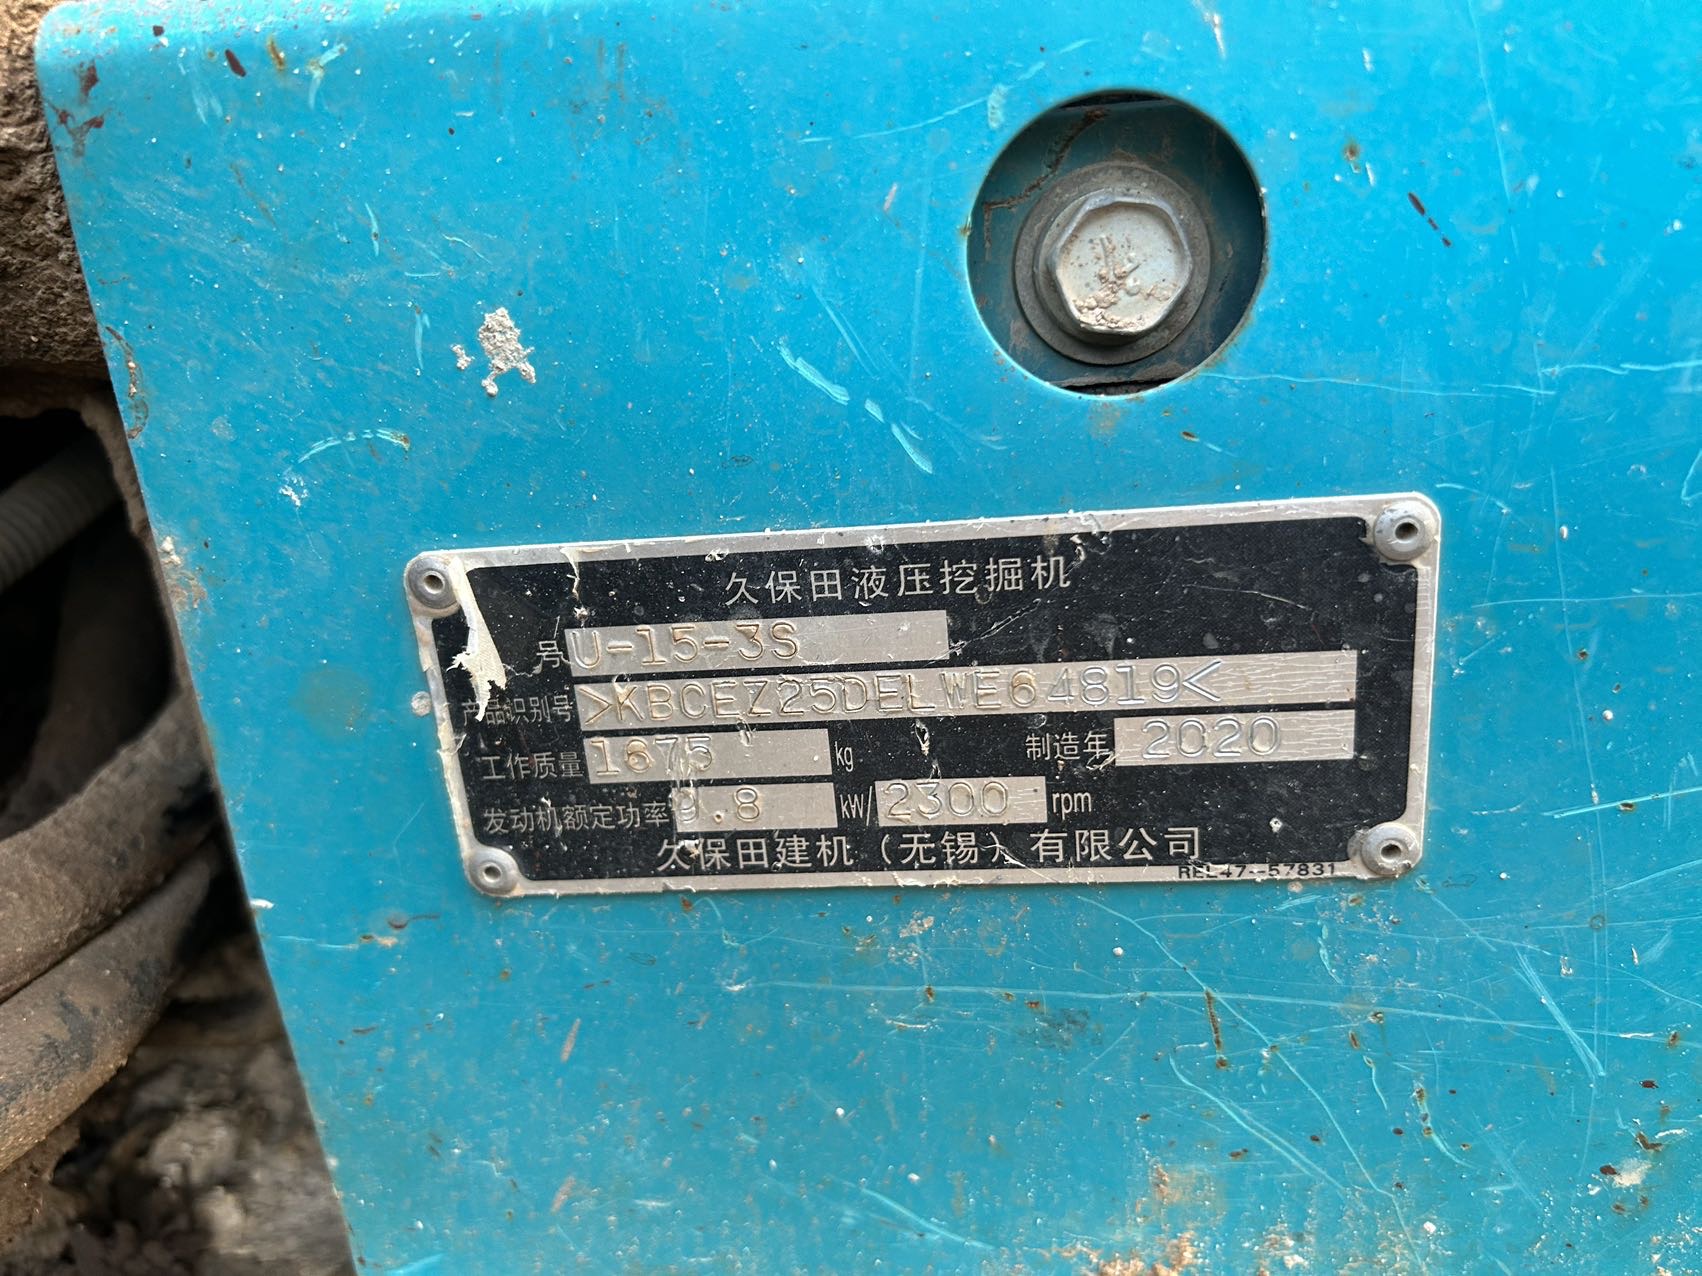 久保田液压挖掘机
号 U-15-3S
产品识别号 >KBCEZ25DELWE64819<
工作质量 1675 kg 制造年 2020
发动机额定功率 9.8 kW/ 2300 rpm
久保田建机（无锡）有限公司
REL47-57831